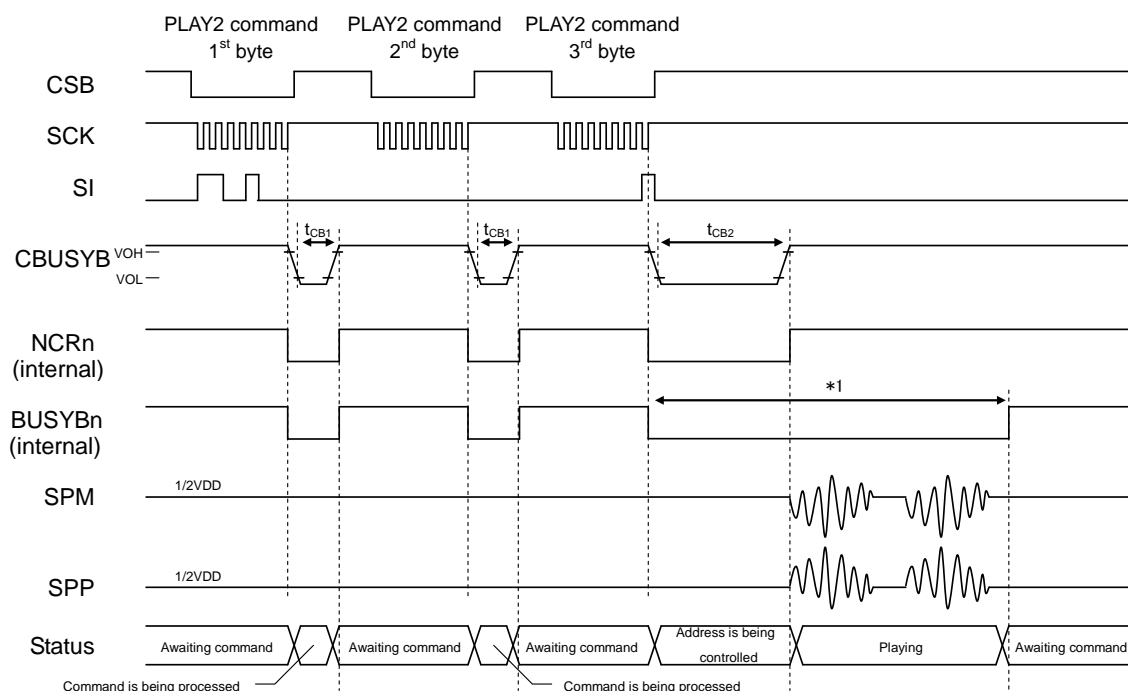 PLAY2 command
1st byte
PLAY2 command
2nd byte
PLAY2 command
3rd byte
CSB
SCK
SI
tCB1
tCB1
tCB2
CBUSYB
VOH
VOL
NCRn
(internal)
*1
BUSYBn
(internal)
SPM
1/2VDD
SPP
1/2VDD
Status
Awaiting command
Awaiting command
Awaiting command
Address is being
controlled
Playing
Awaiting command
Command is being processed
Command is being processed